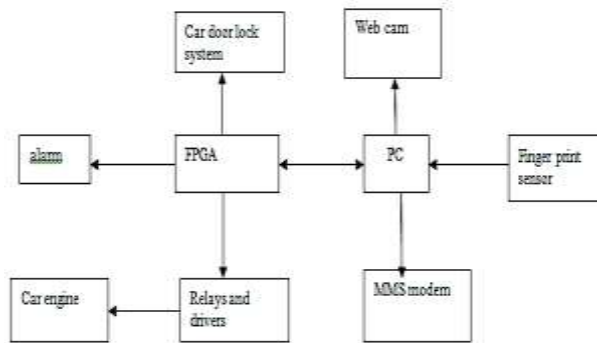 Car door lock
system
Web cam
alarm
FPGA
PC
Finger print
sensor
Car engine
Relays and
drivers
MMS modem